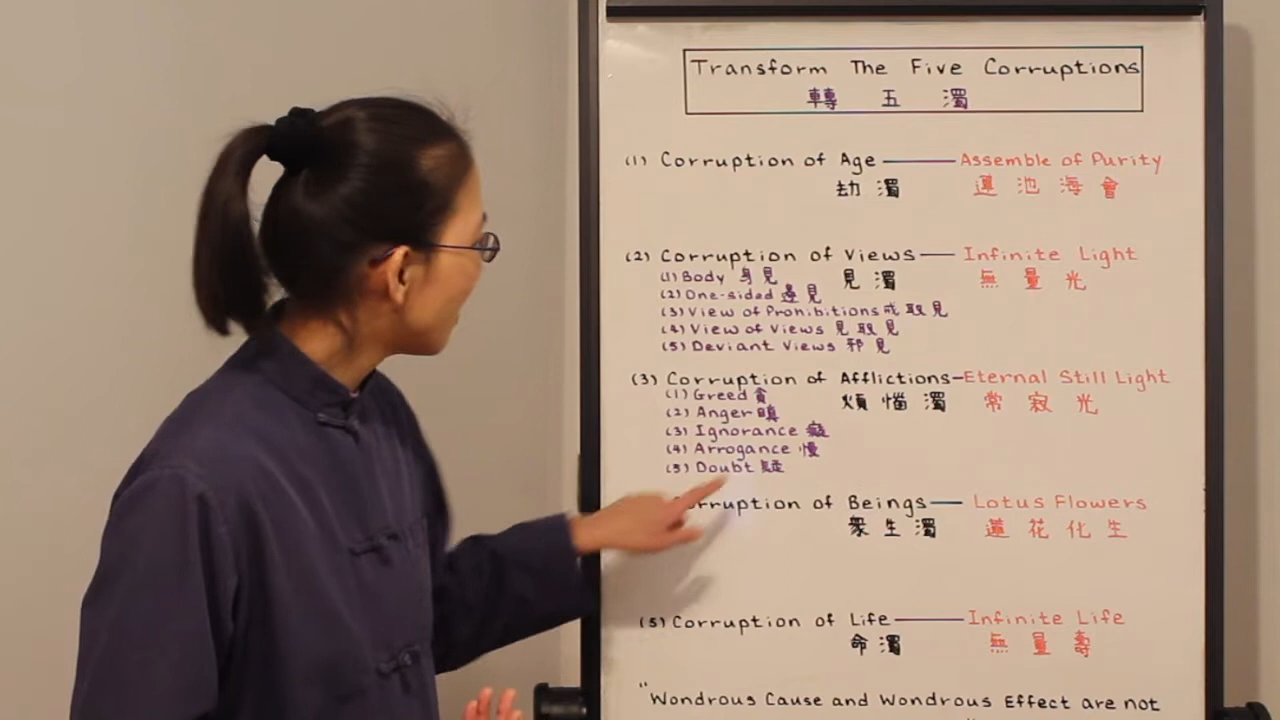 Transform The Five Corruptions
轉 五 濁
(1) Corruption of Age — Assemble of Purity
劫 濁 蓮 池 海 會
(2) Corruption of Views — Infinite Light
(1) Body 身見 見 濁 無 量 光
(2) One-sided 邊見
(3) View of Prohibitions 戒取見
(4) View of Views 見取見
(5) Deviant Views 邪見
(3) Corruption of Afflictions — Eternal Still Light
(1) Greed 貪 煩 惱 濁 常 寂 光
(2) Anger 瞋
(3) Ignorance 癡
(4) Arrogance 慢
(5) Doubt 疑
Corruption of Beings — Lotus Flowers
衆 生 濁 蓮 花 化 生
(5) Corruption of Life — Infinite Life
命 濁 無 量 壽
"Wondrous Cause and Wondrous Effect are not